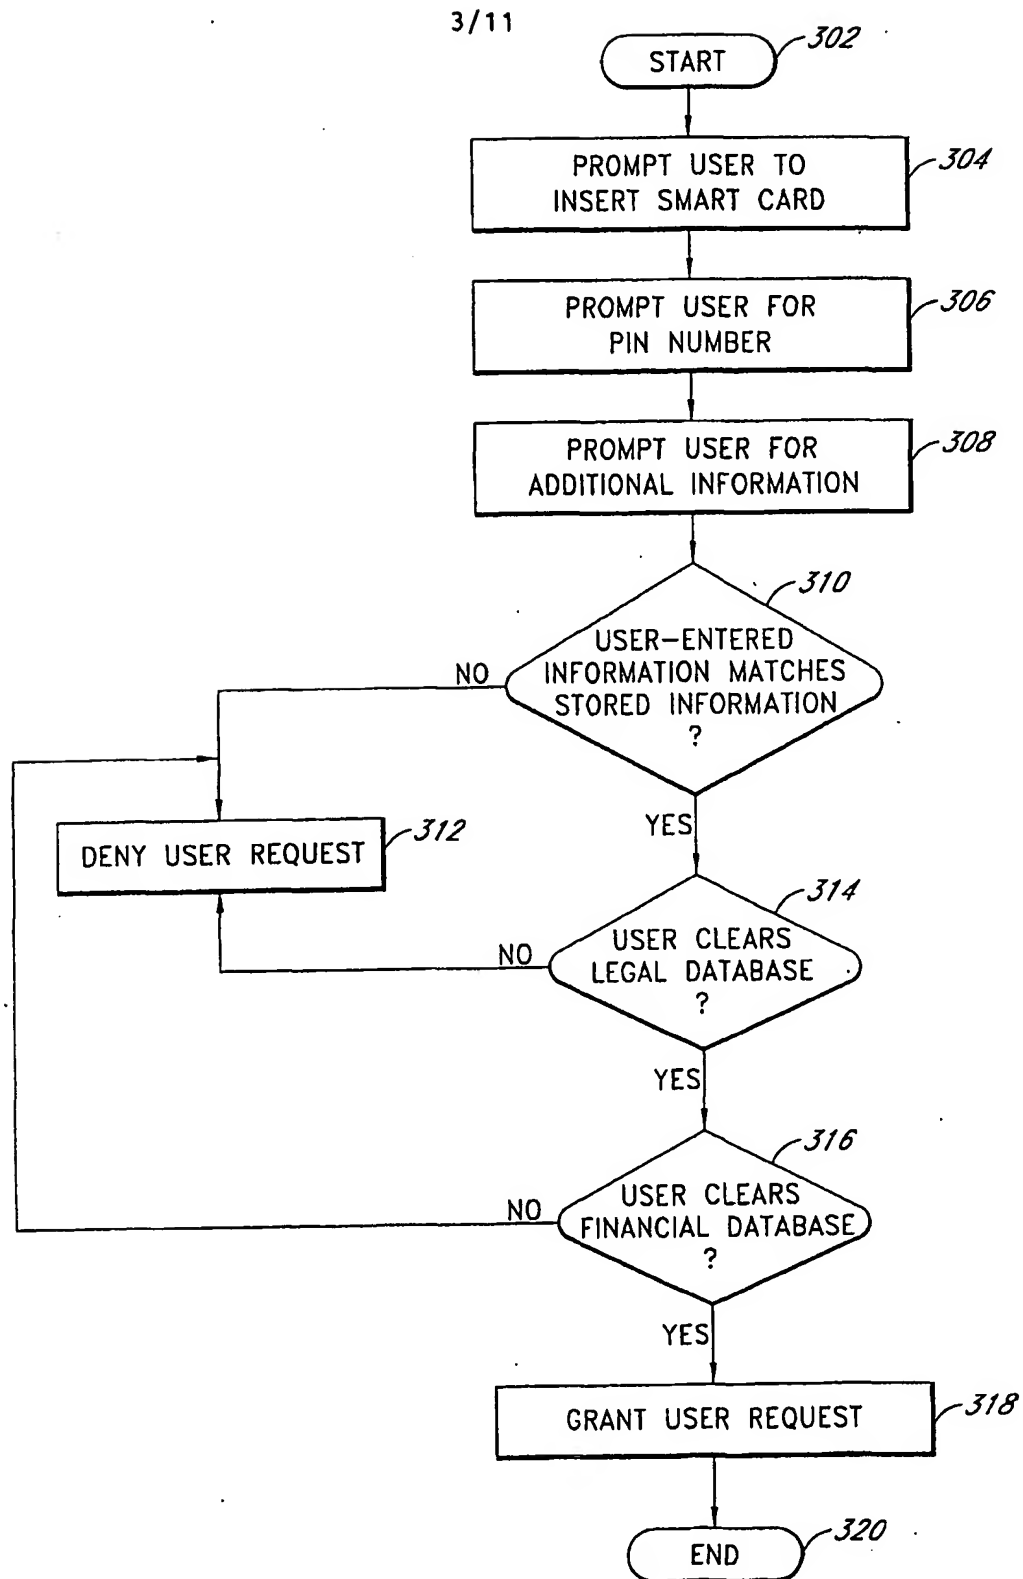 3/11
START
302
PROMPT USER TO
INSERT SMART CARD
304
PROMPT USER FOR
PIN NUMBER
306
PROMPT USER FOR
ADDITIONAL INFORMATION
308
310
USER-ENTERED
INFORMATION MATCHES
STORED INFORMATION
?
NO
YES
DENY USER REQUEST
312
314
USER CLEARS
LEGAL DATABASE
?
NO
YES
316
USER CLEARS
FINANCIAL DATABASE
?
NO
YES
GRANT USER REQUEST
318
END
320